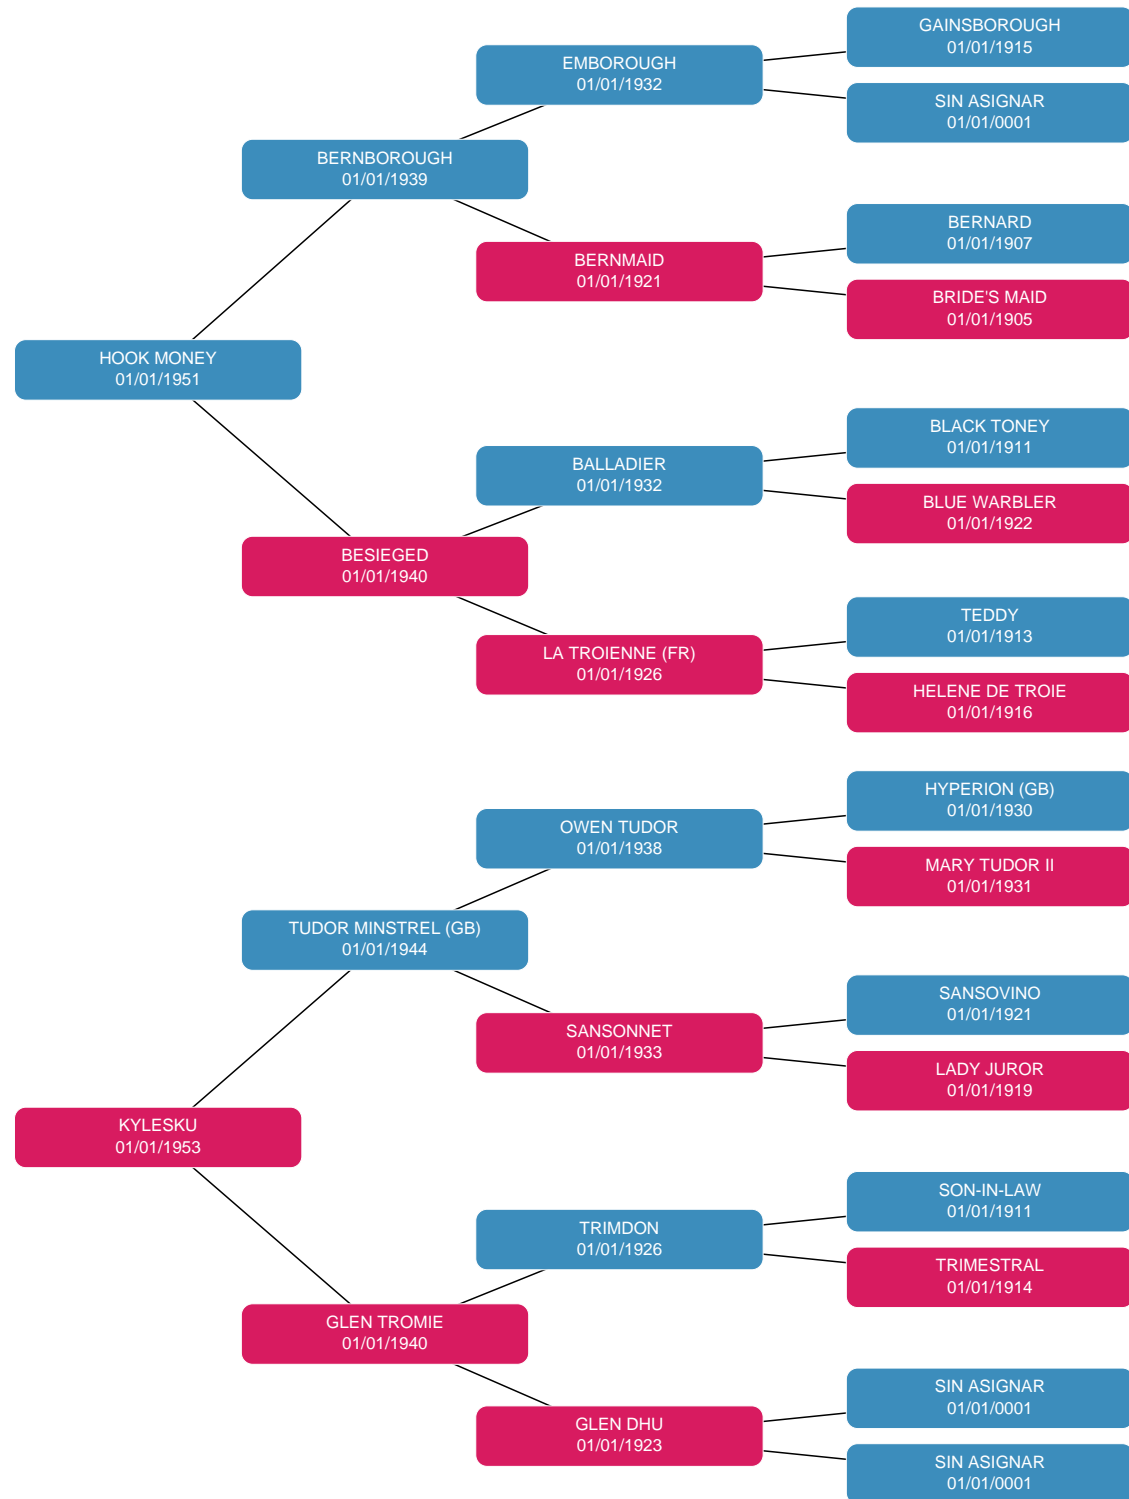 GAINSBOROUGH
01/01/1915
EMBOROUGH
01/01/1932
SIN ASIGNAR
01/01/0001
BERNBOROUGH
01/01/1939
BERNARD
01/01/1907
BERNMAID
01/01/1921
BRIDE'S MAID
01/01/1905
HOOK MONEY
01/01/1951
BLACK TONEY
01/01/1911
BALLADIER
01/01/1932
BLUE WARBLER
01/01/1922
BESIEGED
01/01/1940
TEDDY
01/01/1913
LA TROIENNE (FR)
01/01/1926
HELENE DE TROIE
01/01/1916
HYPERION (GB)
01/01/1930
OWEN TUDOR
01/01/1938
MARY TUDOR II
01/01/1931
TUDOR MINSTREL (GB)
01/01/1944
SANSOVINO
01/01/1921
SANSONNET
01/01/1933
LADY JUROR
01/01/1919
KYLESKU
01/01/1953
SON-IN-LAW
01/01/1911
TRIMDON
01/01/1926
TRIMESTRAL
01/01/1914
GLEN TROMIE
01/01/1940
SIN ASIGNAR
01/01/0001
GLEN DHU
01/01/1923
SIN ASIGNAR
01/01/0001